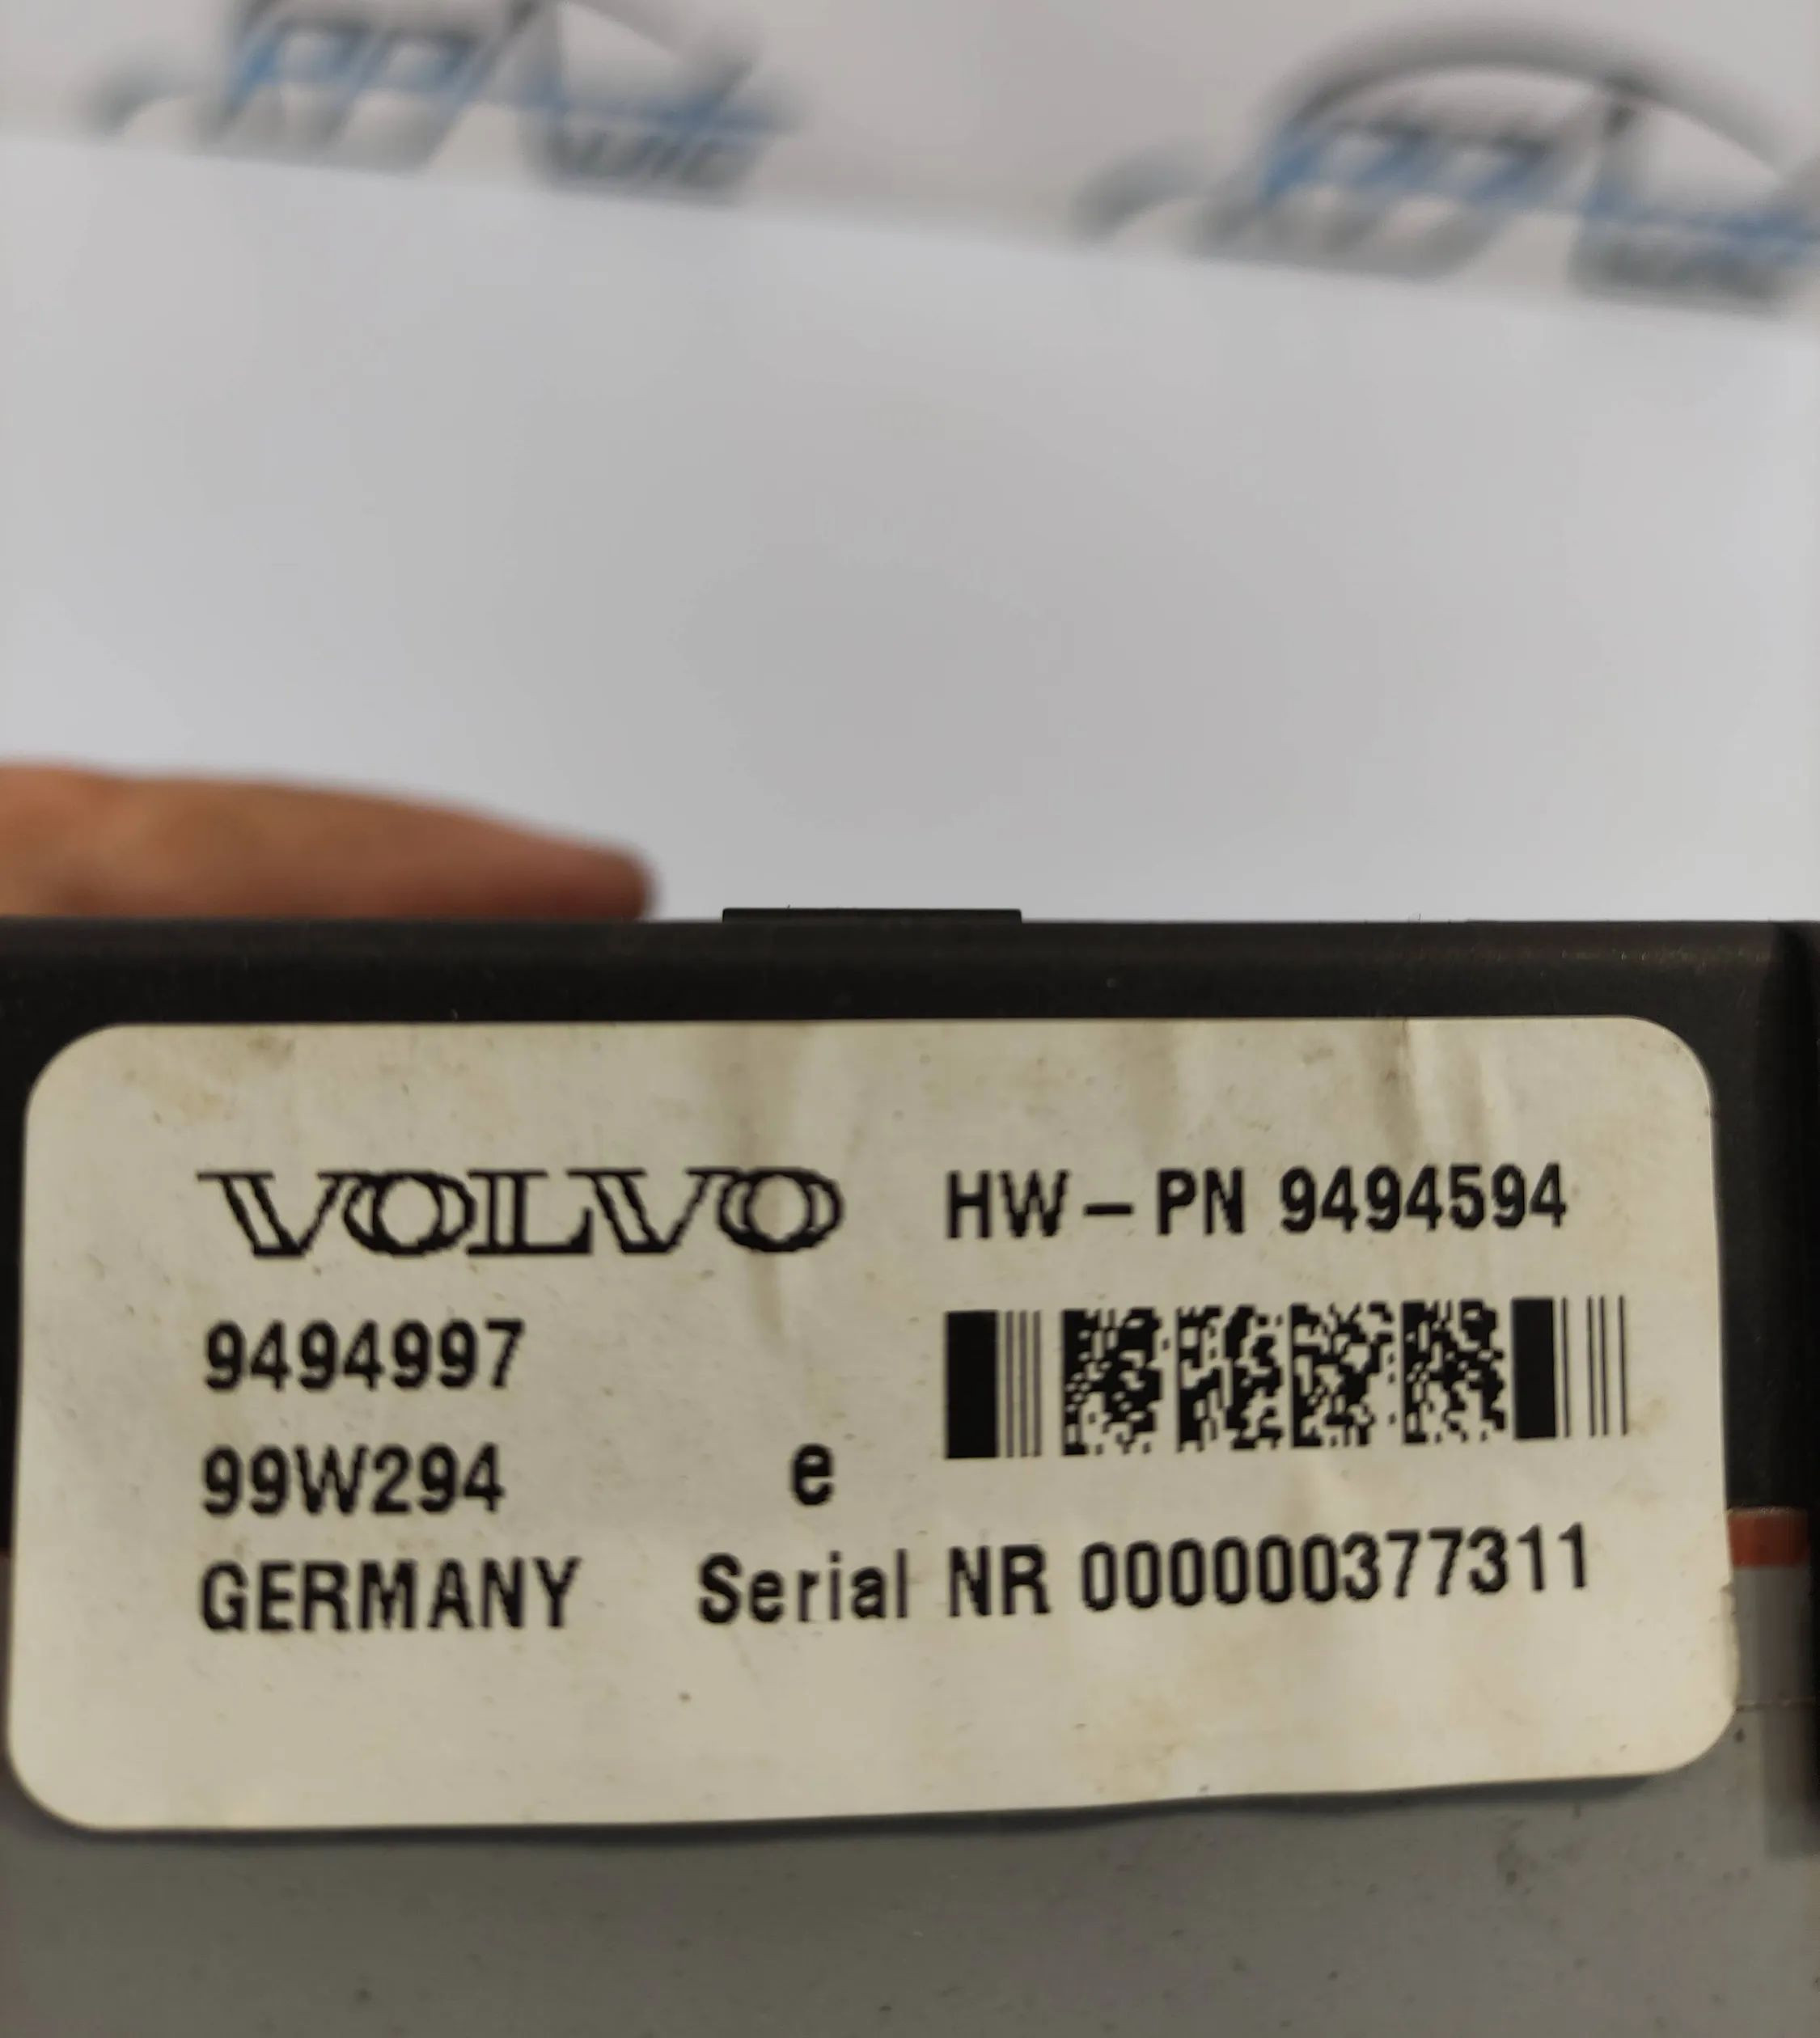 VOLVO HW-PN 9494594
9494997
99W294 e
GERMANY Serial NR 000000377311